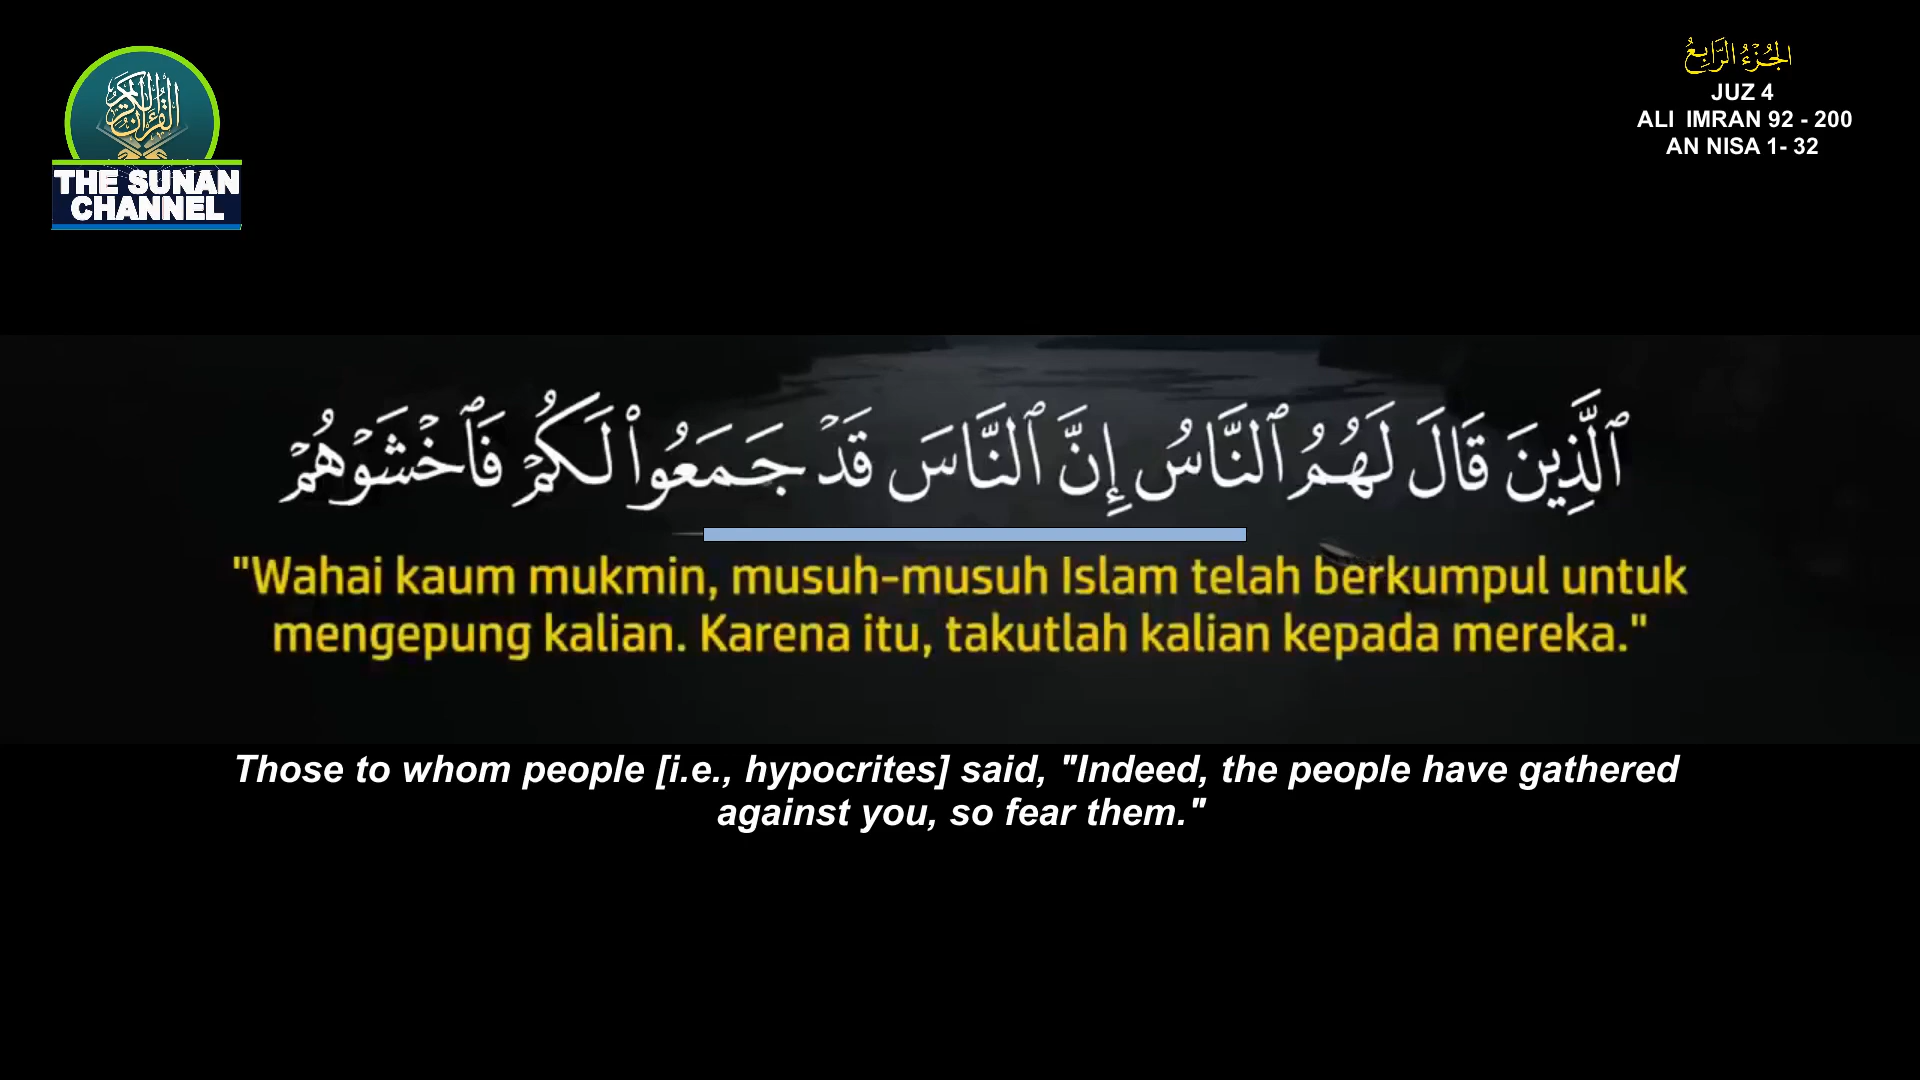 القرآن الكريم
THE SUNAN
CHANNEL
الجُزْءُ الرَّابِعُ
JUZ 4
ALI IMRAN 92 - 200
AN NISA 1- 32
ٱلَّذِينَ قَالَ لَهُمُ ٱلنَّاسُ إِنَّ ٱلنَّاسَ قَدْ جَمَعُوا۟ لَكُمْ فَٱخْشَوْهُمْ
"Wahai kaum mukmin, musuh-musuh Islam telah berkumpul untuk
mengepung kalian. Karena itu, takutlah kalian kepada mereka."
Those to whom people [i.e., hypocrites] said, "Indeed, the people have gathered
against you, so fear them."